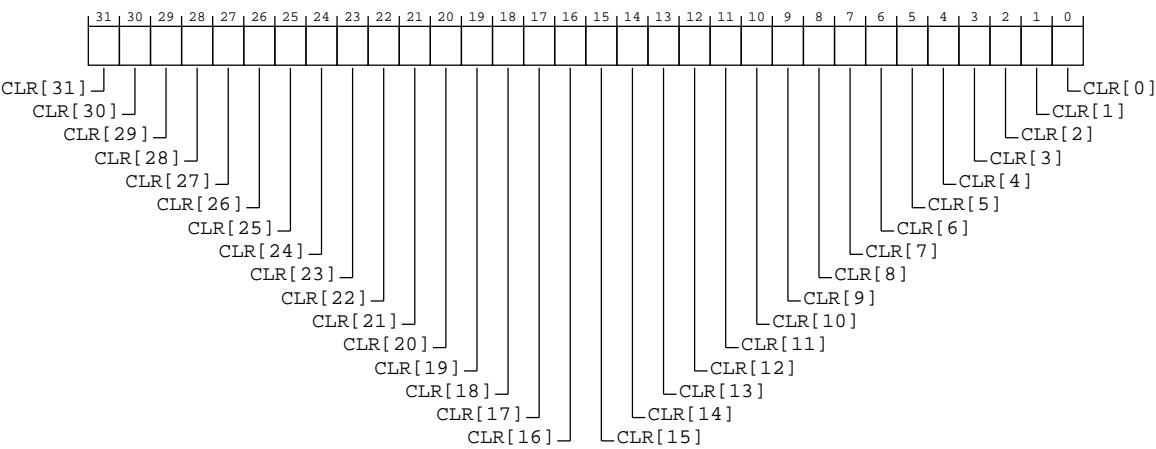 31 30 29 28 27 26 25 24 23 22 21 20 19 18 17 16 15 14 13 12 11 10 9 8 7 6 5 4 3 2 1 0
CLR[31] CLR[0]
CLR[30] CLR[1]
CLR[29] CLR[2]
CLR[28] CLR[3]
CLR[27] CLR[4]
CLR[26] CLR[5]
CLR[25] CLR[6]
CLR[24] CLR[7]
CLR[23] CLR[8]
CLR[22] CLR[9]
CLR[21] CLR[10]
CLR[20] CLR[11]
CLR[19] CLR[12]
CLR[18] CLR[13]
CLR[17] CLR[14]
CLR[16] CLR[15]